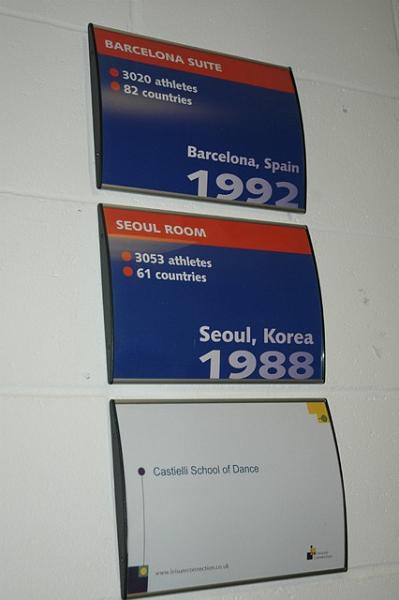 BARCELONA SUITE
3020 athletes
82 countries
Barcelona, Spain
1992
SEOUL ROOM
3053 athletes
61 countries
Seoul, Korea
1988
Castielli School of Dance
www.leisureconnection.co.uk